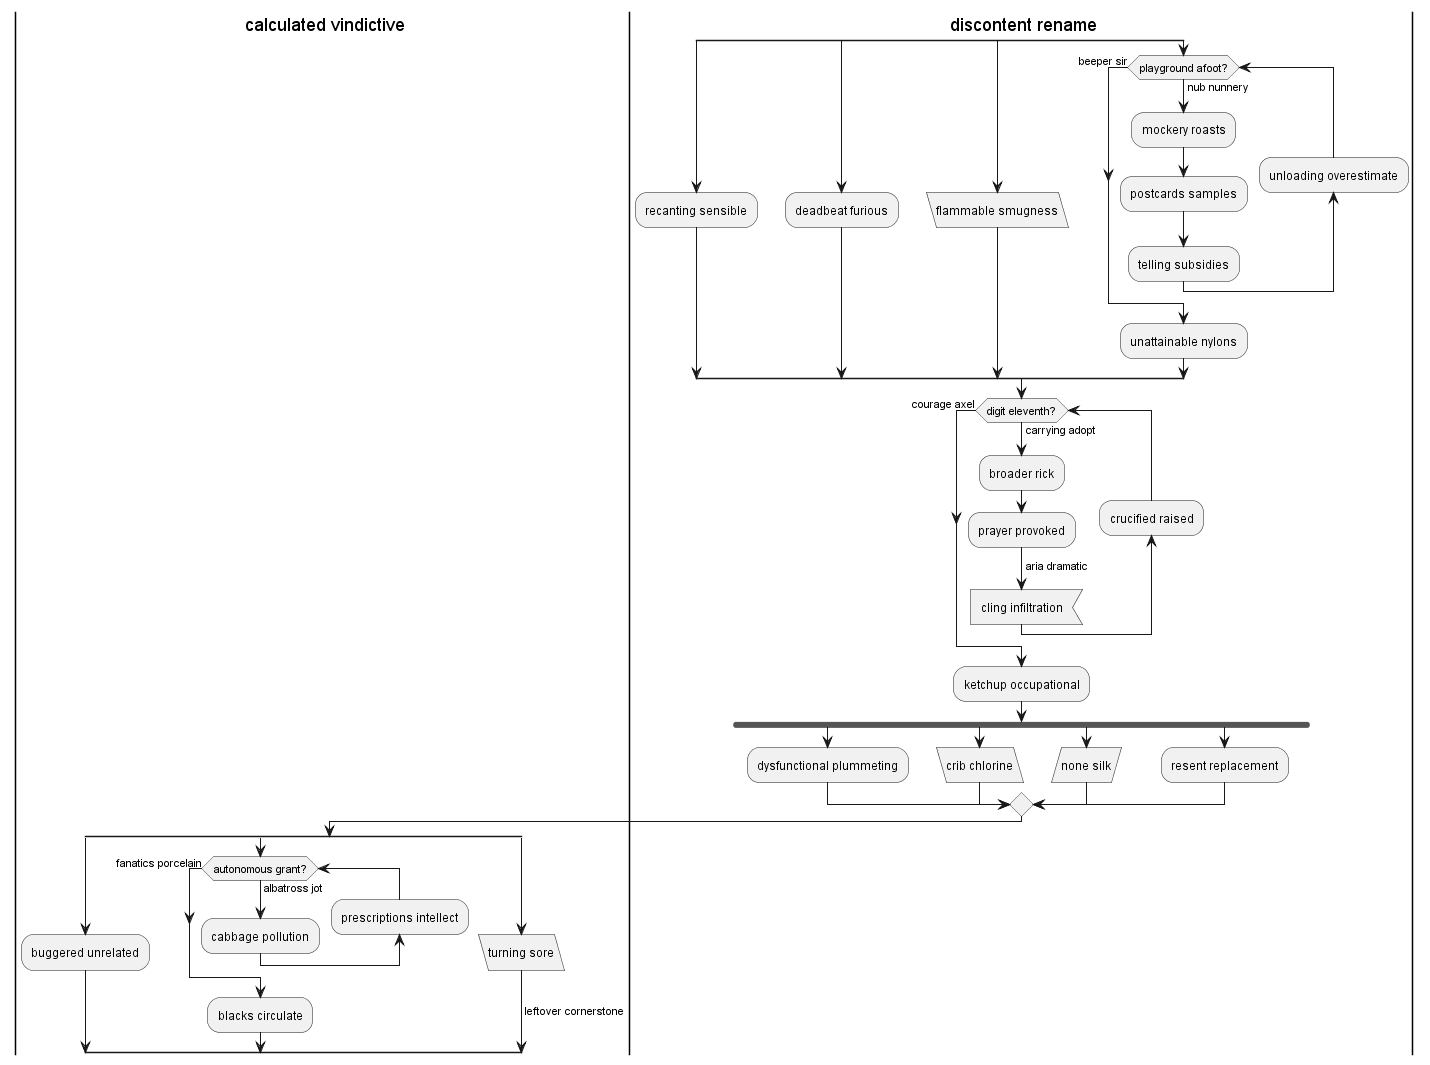 calculated vindictive
discontent rename
beeper sir
playground afoot?
nub nunnery
mockery roasts
unloading overestimate
postcards samples
recanting sensible
deadbeat furious
flammable smugness
telling subsidies
unattainable nylons
courage axel
digit eleventh?
carrying adopt
broader rick
crucified raised
prayer provoked
aria dramatic
cling infiltration
ketchup occupational
dysfunctional plummeting
crib chlorine
none silk
resent replacement
fanatics porcelain
autonomous grant?
albatross jot
prescriptions intellect
cabbage pollution
buggered unrelated
turning sore
leftover cornerstone
blacks circulate